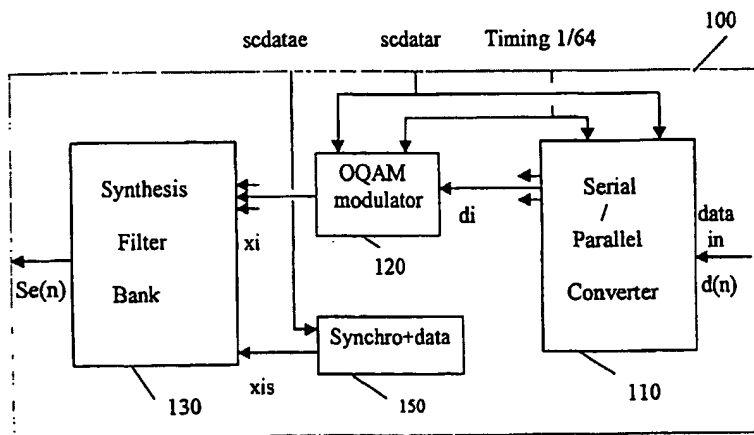 scdatae scdatar Timing 1/64
100
Synthesis
Filter
Bank
130
OQAM
modulator
120
Serial
/
Parallel
Converter
110
data
in
d(n)
di
xi
Se(n)
Synchro+data
150
xis